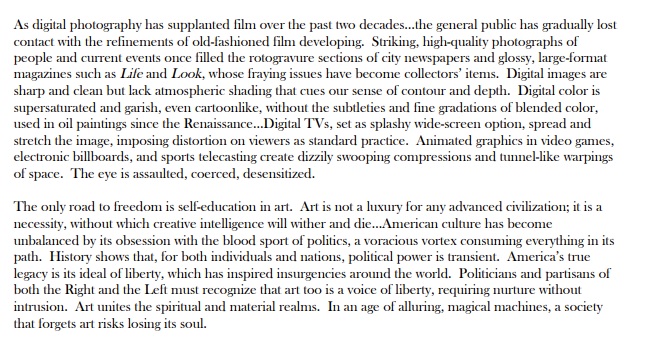 As digital photography has supplanted film over the past two decades...the general public has gradually lost
contact with the refinements of old-fashioned film developing.  Striking, high-quality photographs of
people and current events once filled the rotogravure sections of city newspapers and glossy, large-format
magazines such as Life and Look, whose fraying issues have become collectors' items.  Digital images are
sharp and clean but lack atmospheric shading that cues our sense of contour and depth.  Digital color is
supersaturated and garish, even cartoonlike, without the subtleties and fine gradations of blended color,
used in oil paintings since the Renaissance...Digital TVs, set as splashy wide-screen option, spread and
stretch the image, imposing distortion on viewers as standard practice.  Animated graphics in video games,
electronic billboards, and sports telecasting create dizzily swooping compressions and tunnel-like warpings
of space.  The eye is assaulted, coerced, desensitized.

The only road to freedom is self-education in art.  Art is not a luxury for any advanced civilization; it is a
necessity, without which creative intelligence will wither and die...American culture has become
unbalanced by its obsession with the blood sport of politics, a voracious vortex consuming everything in its
path.  History shows that, for both individuals and nations, political power is transient.  America's true
legacy is its ideal of liberty, which has inspired insurgencies around the world.  Politicians and partisans of
both the Right and the Left must recognize that art too is a voice of liberty, requiring nurture without
intrusion.  Art unites the spiritual and material realms.  In an age of alluring, magical machines, a society
that forgets art risks losing its soul.